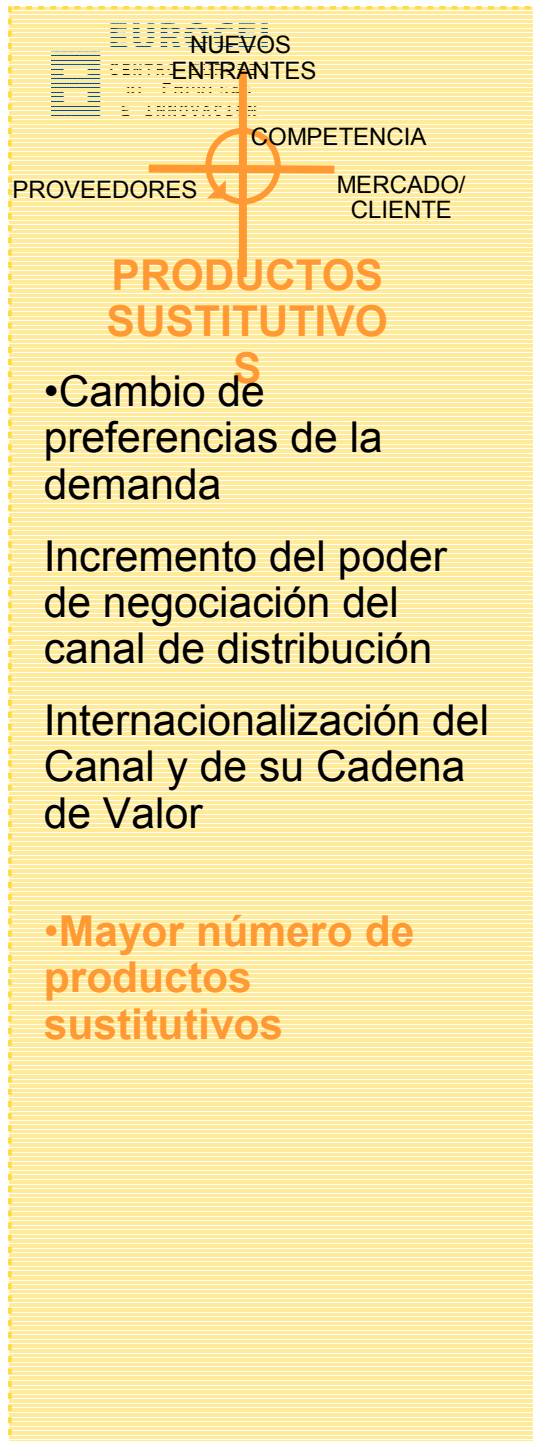 EUROCEI
NUEVOS
ENTRANTES
COMPETENCIA
PROVEEDORES
MERCADO/
CLIENTE
PRODUCTOS
SUSTITUTIVO
S
•Cambio de
preferencias de la
demanda
Incremento del poder
de negociación del
canal de distribución
Internacionalización del
Canal y de su Cadena
de Valor
•Mayor número de
productos
sustitutivos